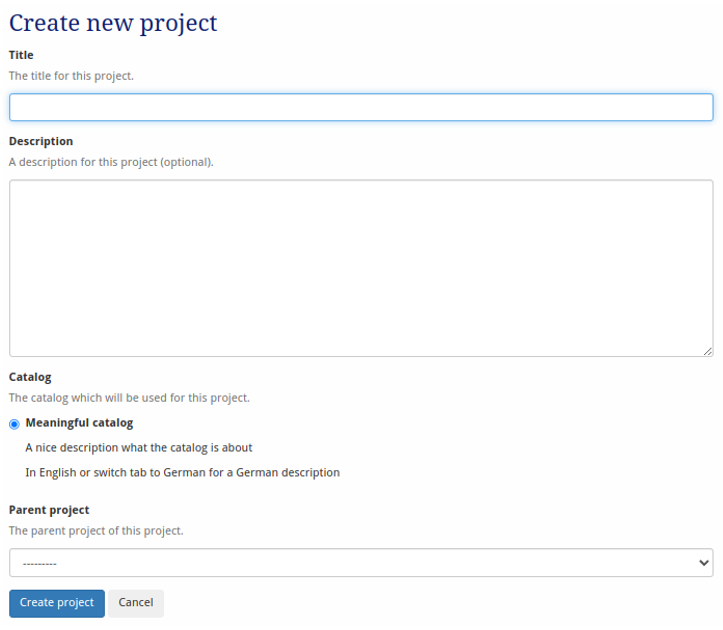 Create new project
Title
The title for this project.
Description
A description for this project (optional).
Catalog
The catalog which will be used for this project.
Meaningful catalog
A nice description what the catalog is about
In English or switch tab to German for a German description
Parent project
The parent project of this project.
---------
Create project Cancel